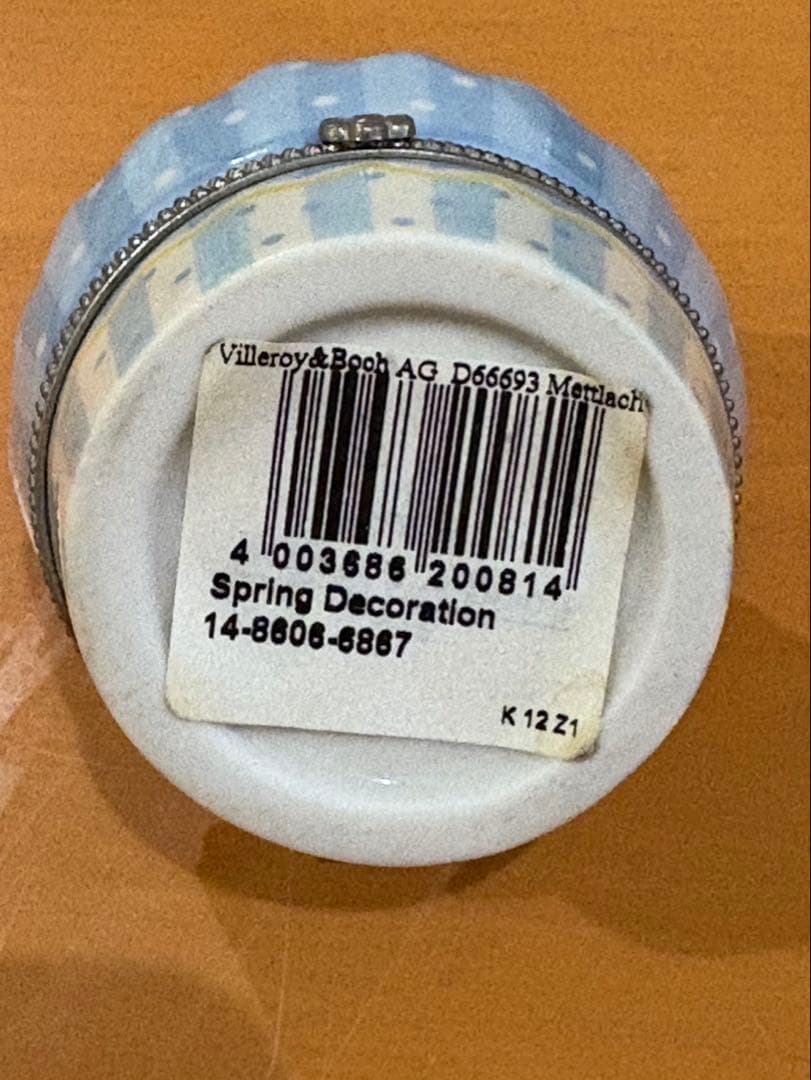 Villeroy&Boch AG D66693 Mettlach
4 003686 200814
Spring Decoration
14-8606-6867
K 12 Z1